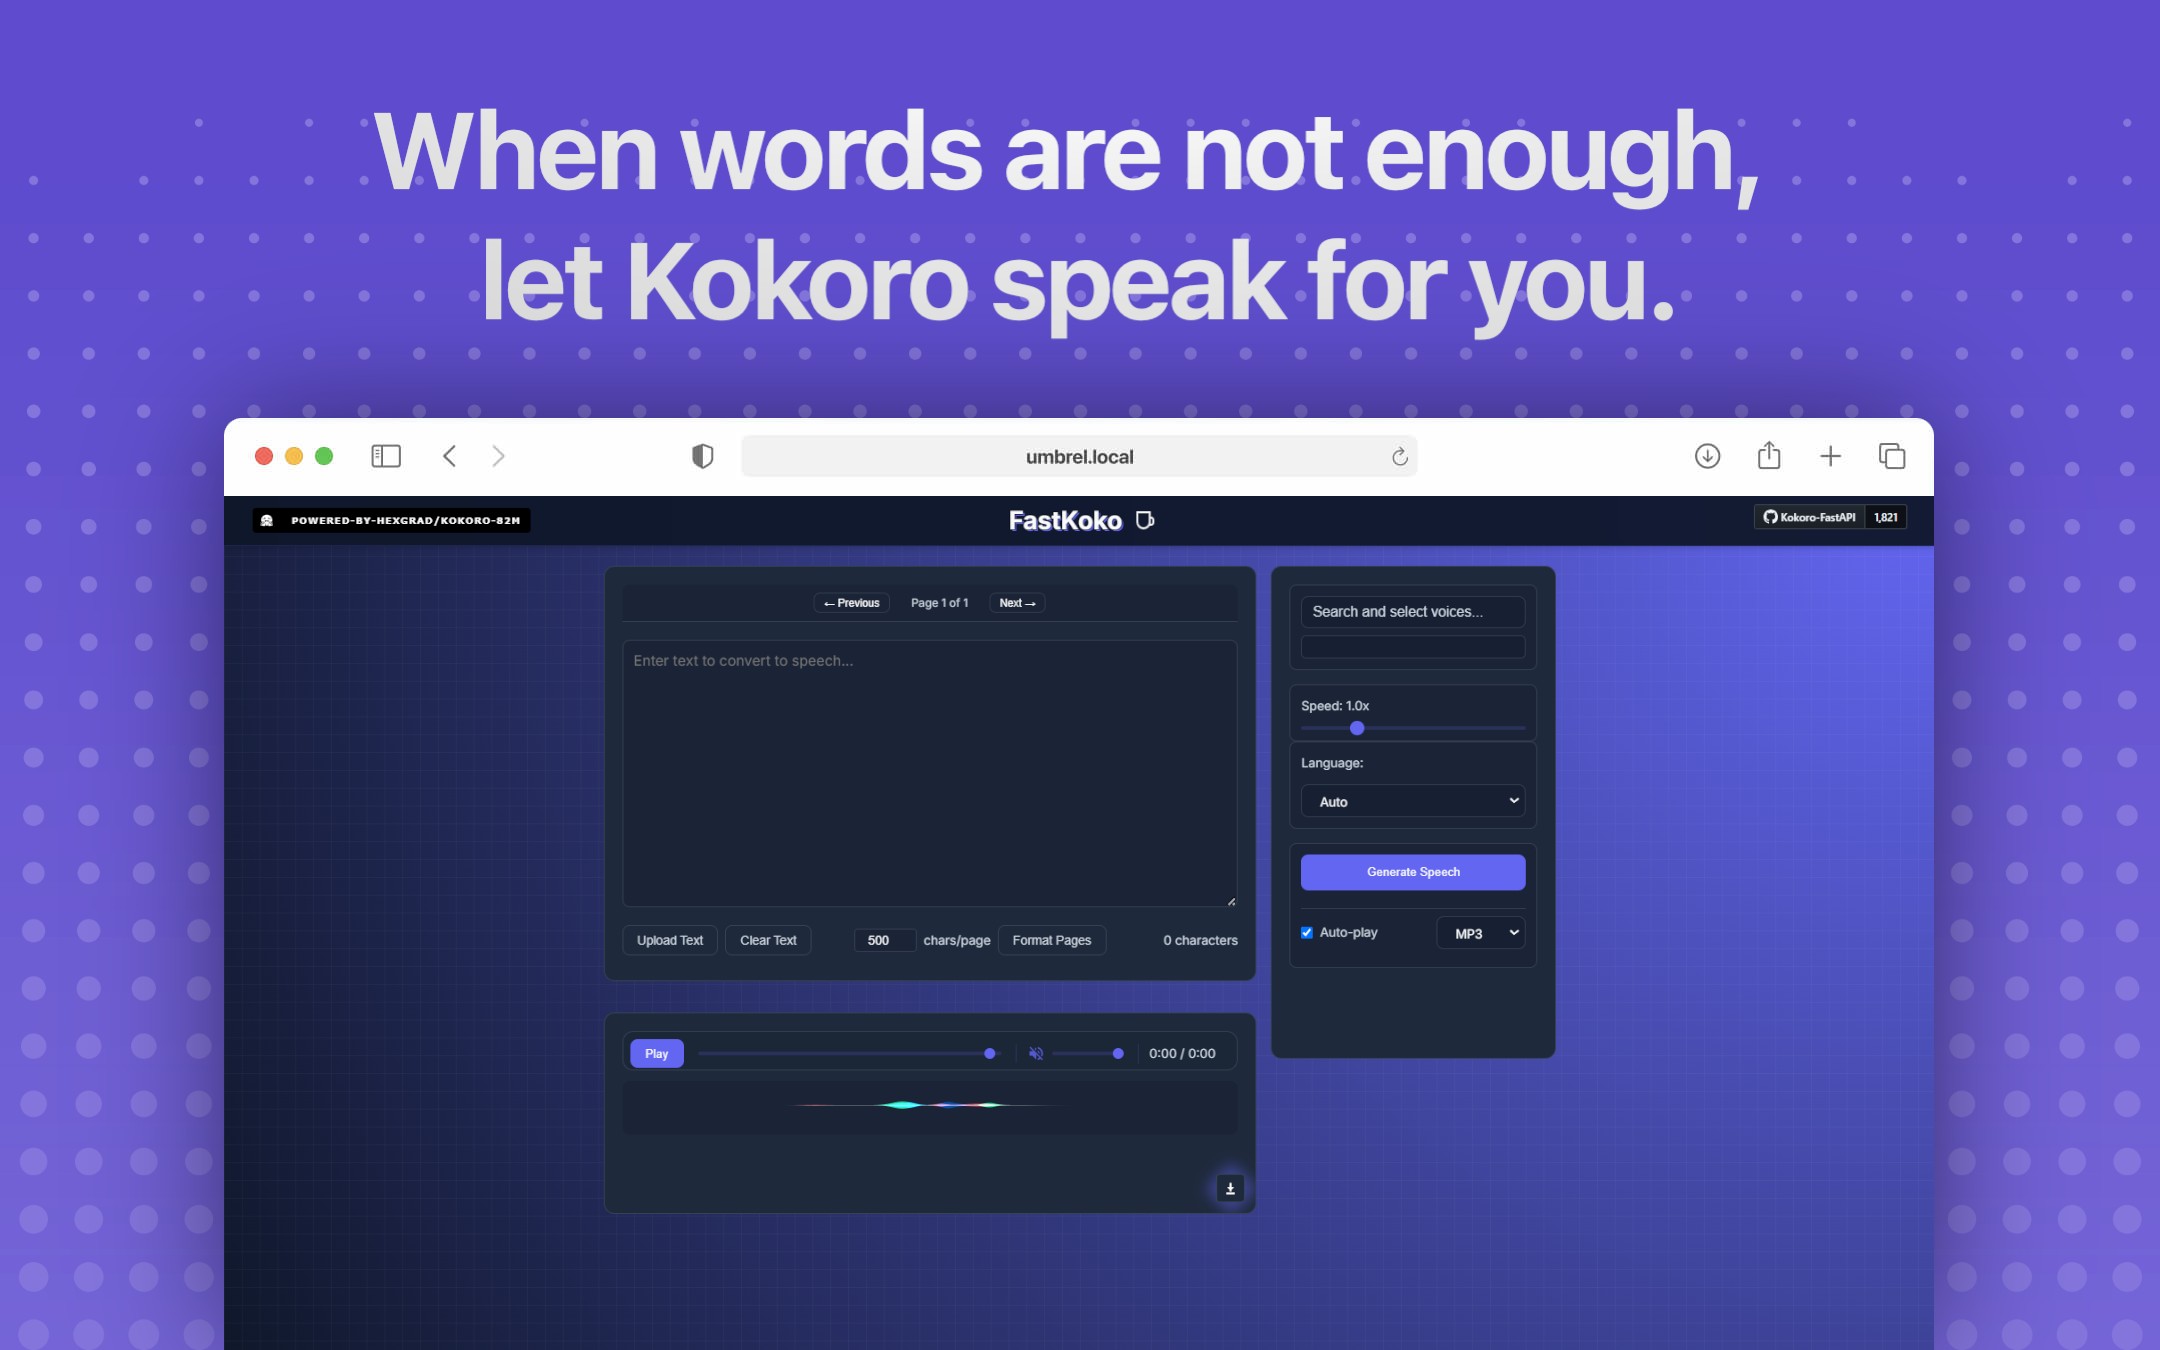 When words are not enough,
let Kokoro speak for you.
umbrel.local
POWERED-BY-HEXGRAD/KOKORO-82M
FastKoko
Kokoro-FastAPI 1,821
← Previous Page 1 of 1 Next →
Enter text to convert to speech...
Upload Text Clear Text 500 chars/page Format Pages 0 characters
Play 0:00 / 0:00
Search and select voices...
Speed: 1.0x
Language:
Auto
Generate Speech
Auto-play MP3